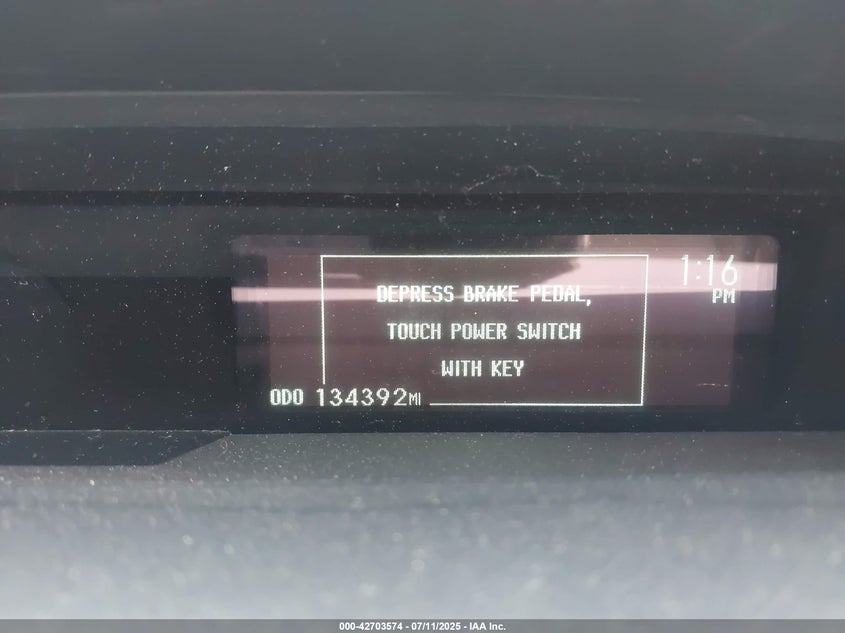 1:16
PM
DEPRESS BRAKE PEDAL,
TOUCH POWER SWITCH
WITH KEY
ODO 134392MI
000-42703574 - 07/11/2025 - IAA Inc.